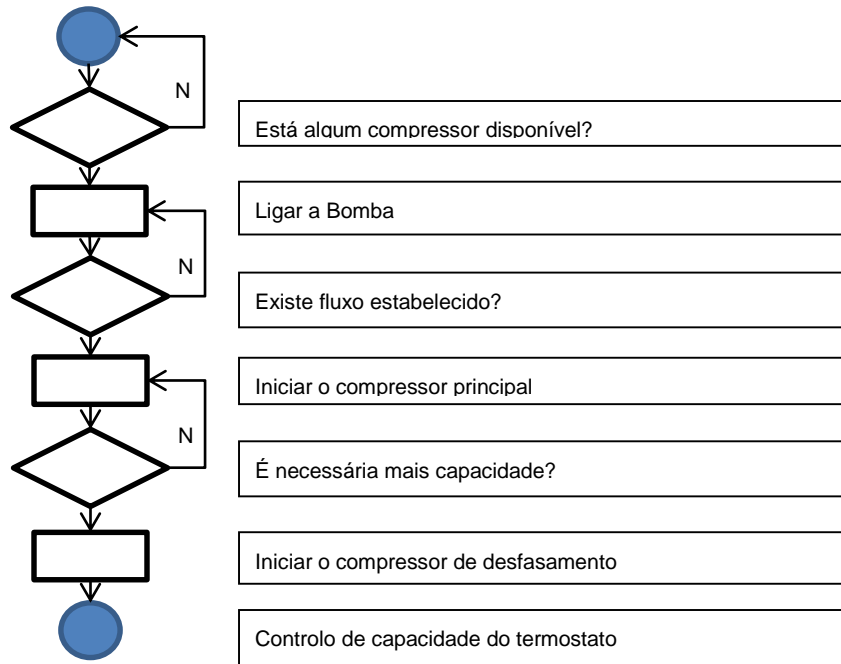 N
Está algum compressor disponível?
Ligar a Bomba
N
Existe fluxo estabelecido?
Iniciar o compressor principal
N
É necessária mais capacidade?
Iniciar o compressor de desfasamento
Controlo de capacidade do termostato